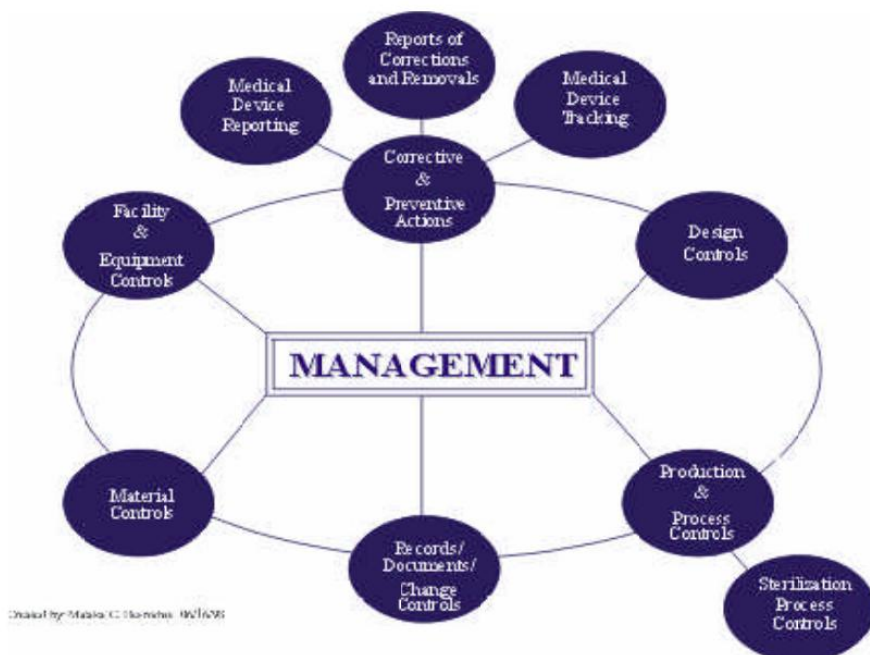 Reports of
Corrections
and Removals
Medical
Device
Reporting
Medical
Device
Tracking
Corrective
&
Preventive
Actions
Facility
&
Equipment
Controls
Design
Controls
MANAGEMENT
Material
Controls
Production
&
Process
Controls
Records/
Documents/
Change
Controls
Sterilization
Process
Controls